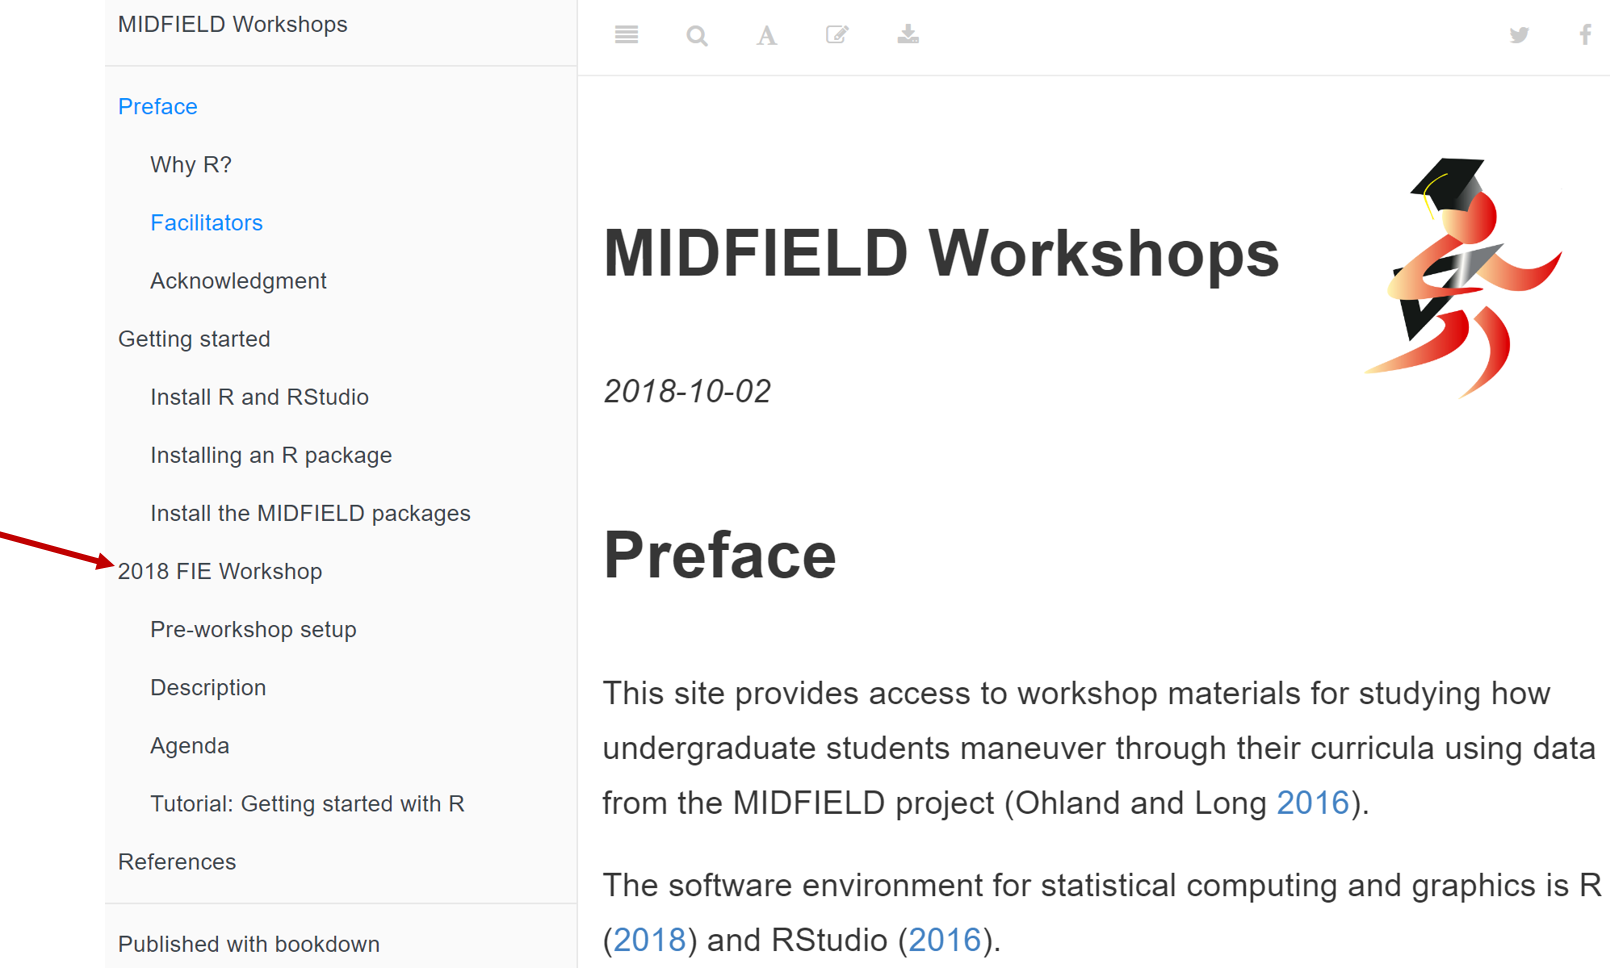 MIDFIELD Workshops
Preface
Why R?
Facilitators
Acknowledgment
Getting started
Install R and RStudio
Installing an R package
Install the MIDFIELD packages
2018 FIE Workshop
Pre-workshop setup
Description
Agenda
Tutorial: Getting started with R
References
Published with bookdown
MIDFIELD Workshops
2018-10-02
Preface
This site provides access to workshop materials for studying how
undergraduate students maneuver through their curricula using data
from the MIDFIELD project (Ohland and Long 2016).
The software environment for statistical computing and graphics is R
(2018) and RStudio (2016).